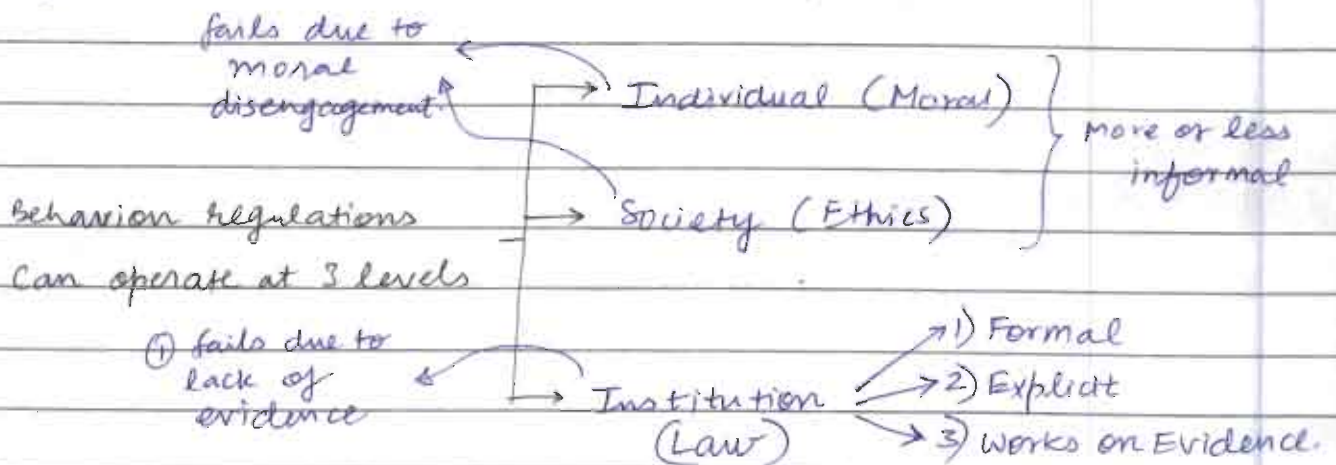 fails due to
moral
disengagement.
Individual (Moral)
More or less
informal
Behavior regulations
Can operate at 3 levels
Society (Ethics)
① fails due to
lack of
evidence
Institution
(Law)
1) Formal
2) Explicit
3) Works on Evidence.